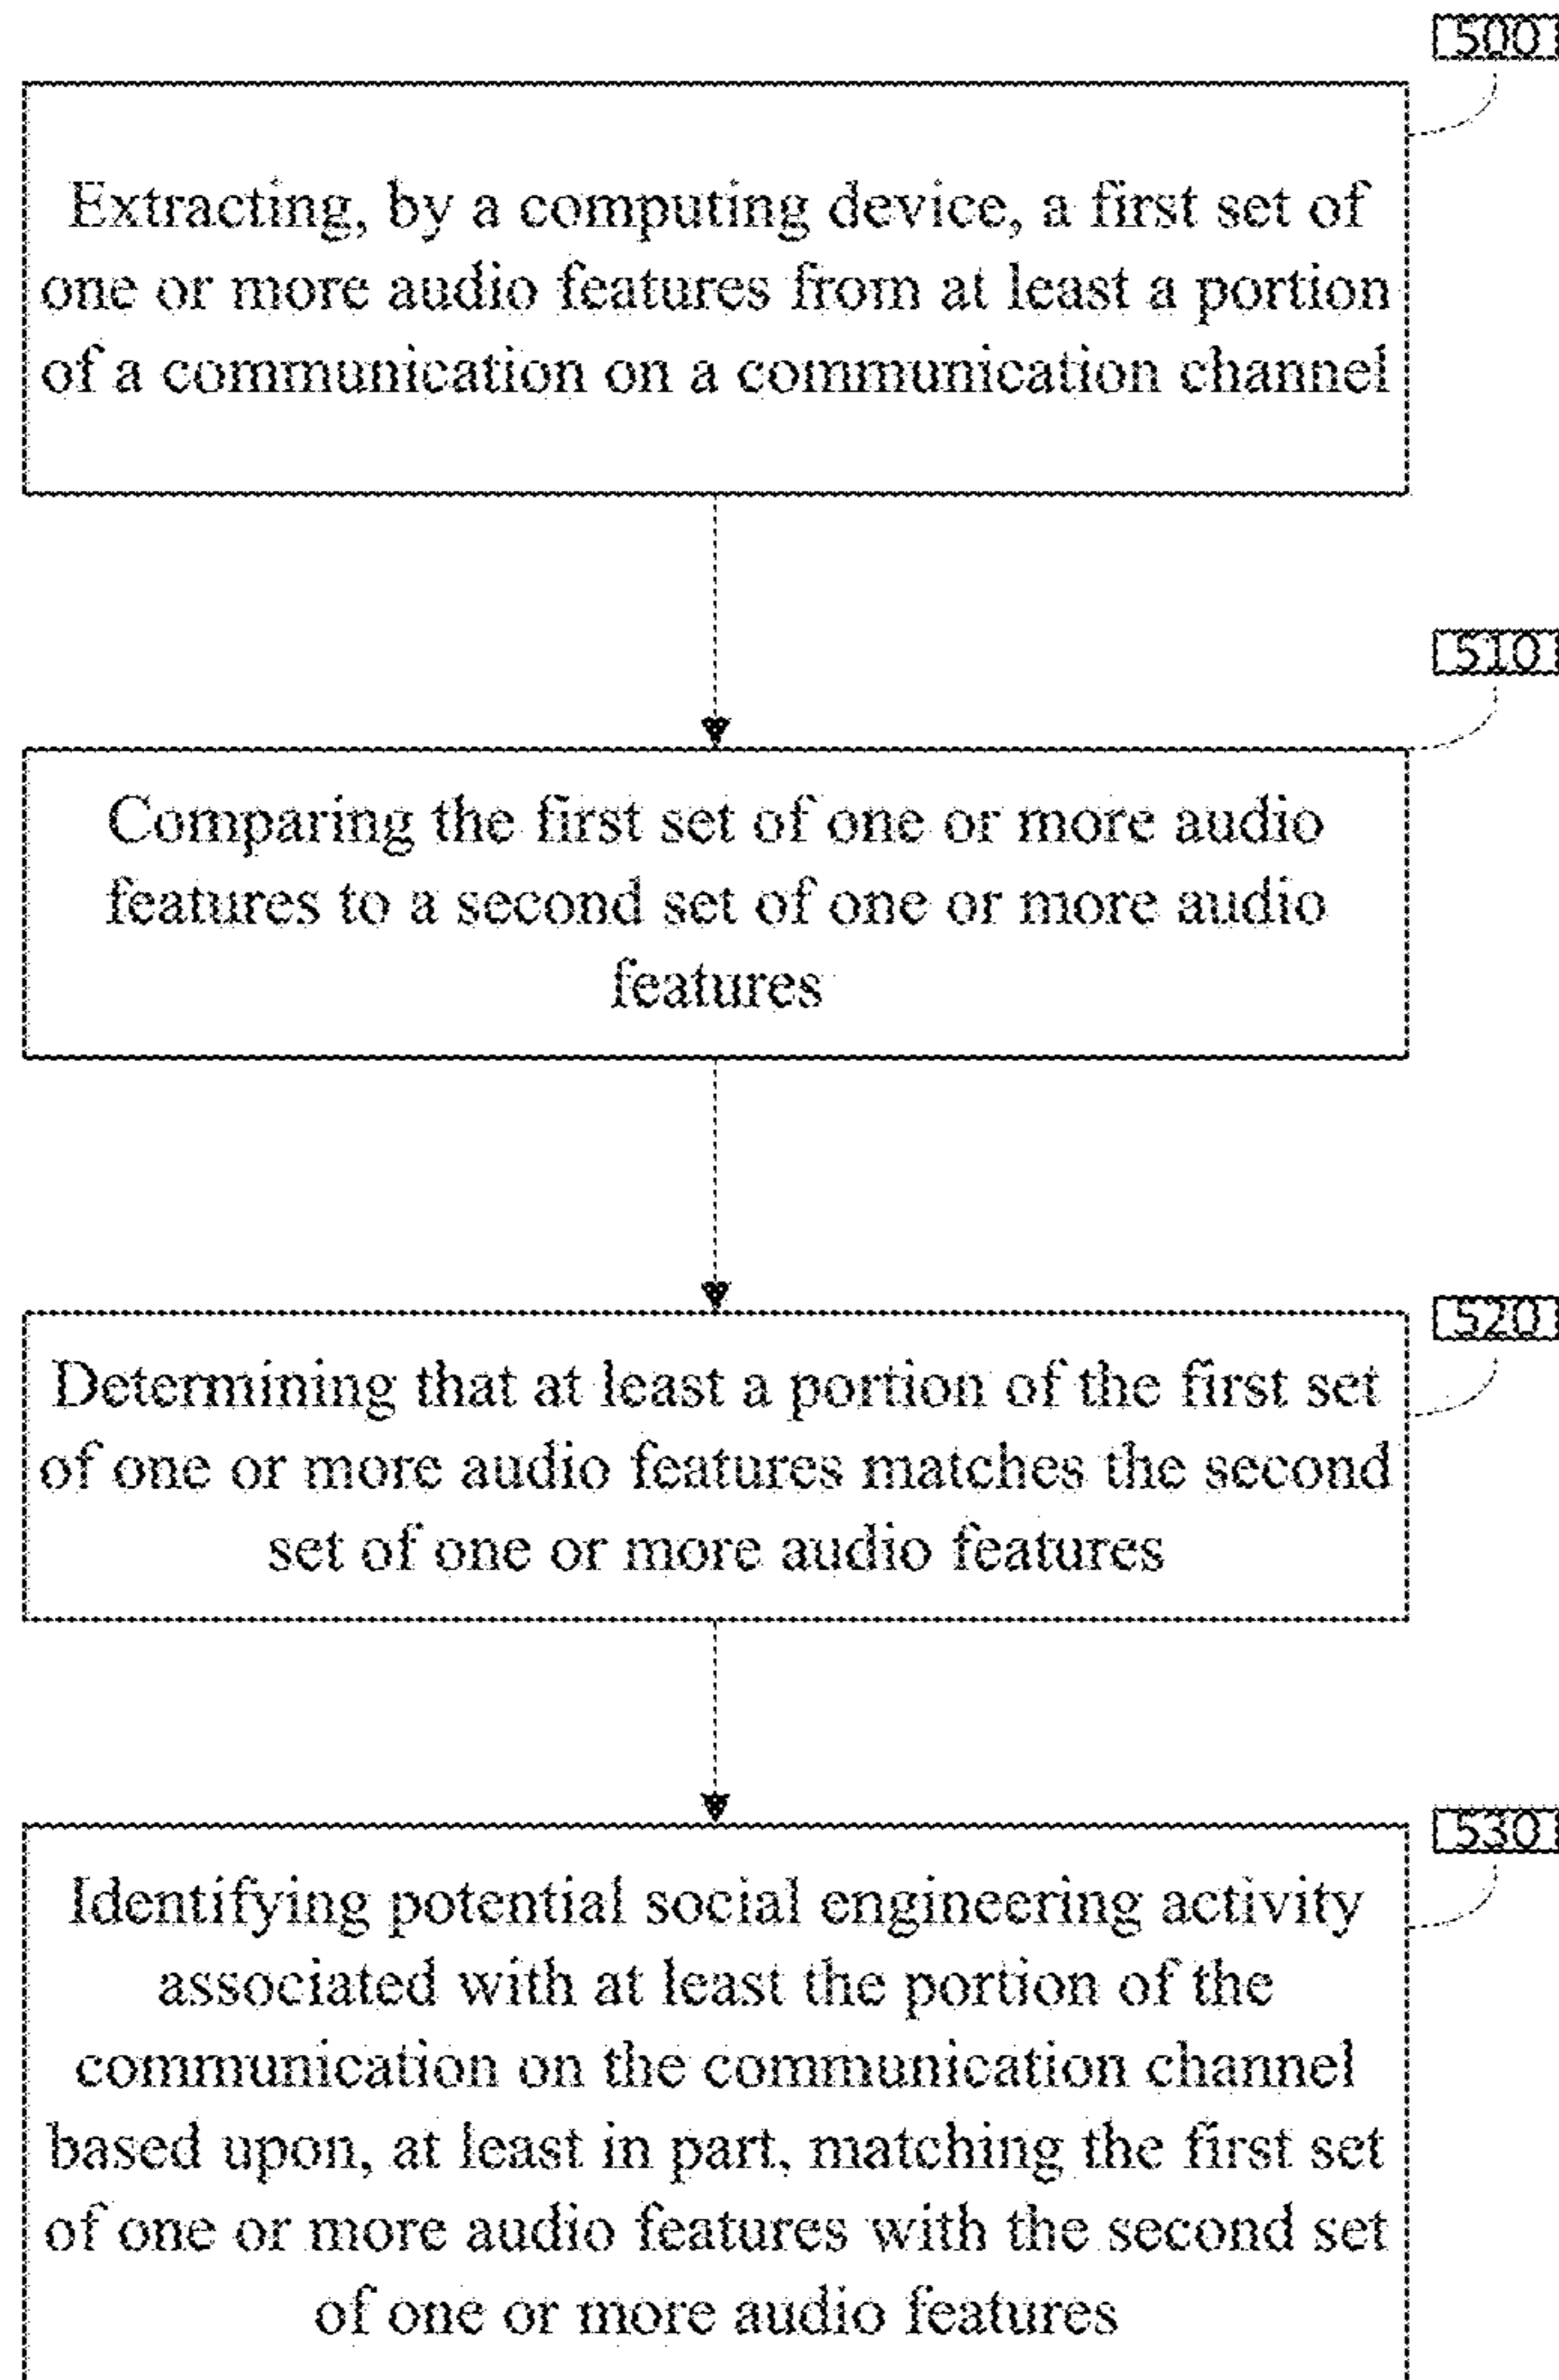 500
Extracting, by a computing device, a first set of
one or more audio features from at least a portion
of a communication on a communication channel
510
Comparing the first set of one or more audio
features to a second set of one or more audio
features
520
Determining that at least a portion of the first set
of one or more audio features matches the second
set of one or more audio features
530
Identifying potential social engineering activity
associated with at least the portion of the
communication on the communication channel
based upon, at least in part, matching the first set
of one or more audio features with the second set
of one or more audio features